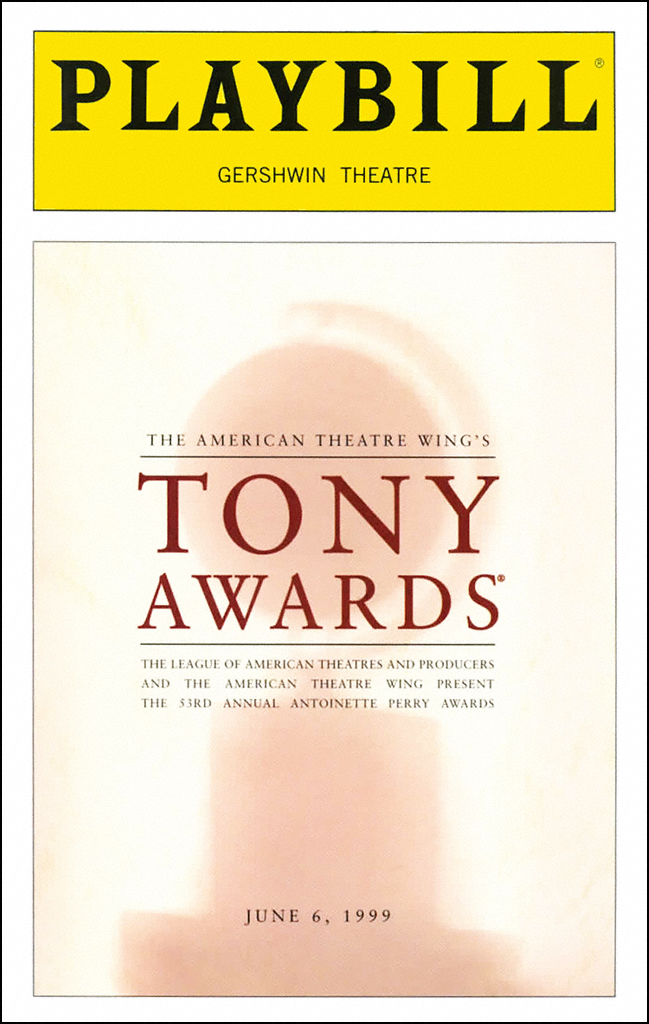 PLAYBILL®
GERSHWIN THEATRE
THE AMERICAN THEATRE WING'S
TONY
AWARDS®
THE LEAGUE OF AMERICAN THEATRES AND PRODUCERS
AND THE AMERICAN THEATRE WING PRESENT
THE 53RD ANNUAL ANTOINETTE PERRY AWARDS
JUNE 6, 1999